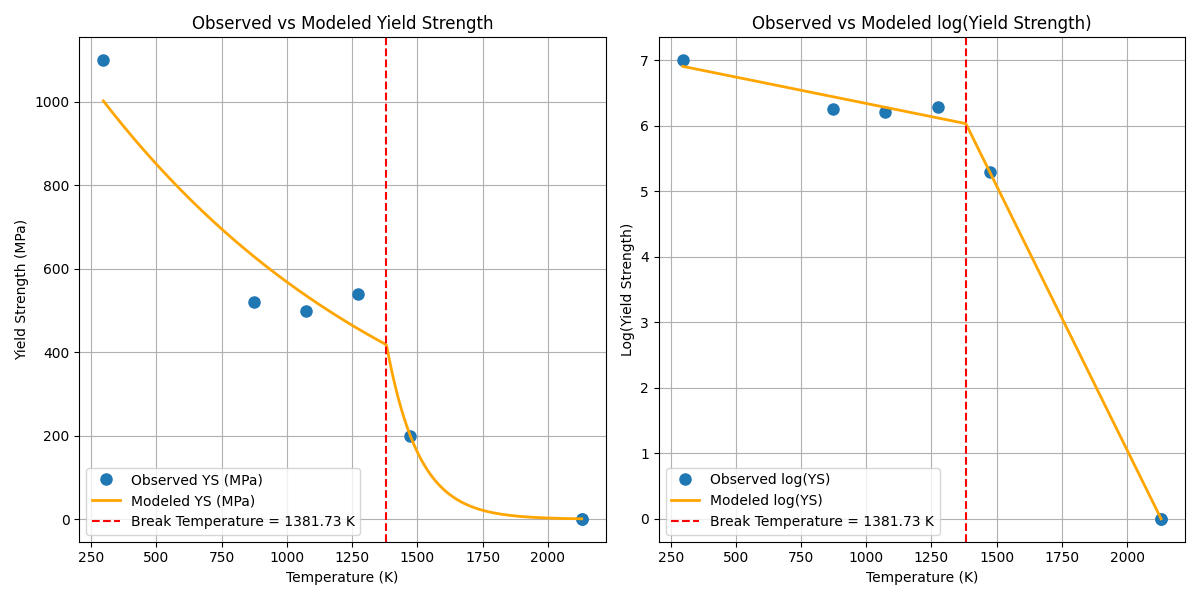 Observed vs Modeled Yield Strength
Yield Strength (MPa)
1000
800
600
400
200
0
Observed YS (MPa)
Modeled YS (MPa)
Break Temperature = 1381.73 K
250 500 750 1000 1250 1500 1750 2000
Temperature (K)
Observed vs Modeled log(Yield Strength)
Log(Yield Strength)
7
6
5
4
3
2
1
0
Observed log(YS)
Modeled log(YS)
Break Temperature = 1381.73 K
250 500 750 1000 1250 1500 1750 2000
Temperature (K)